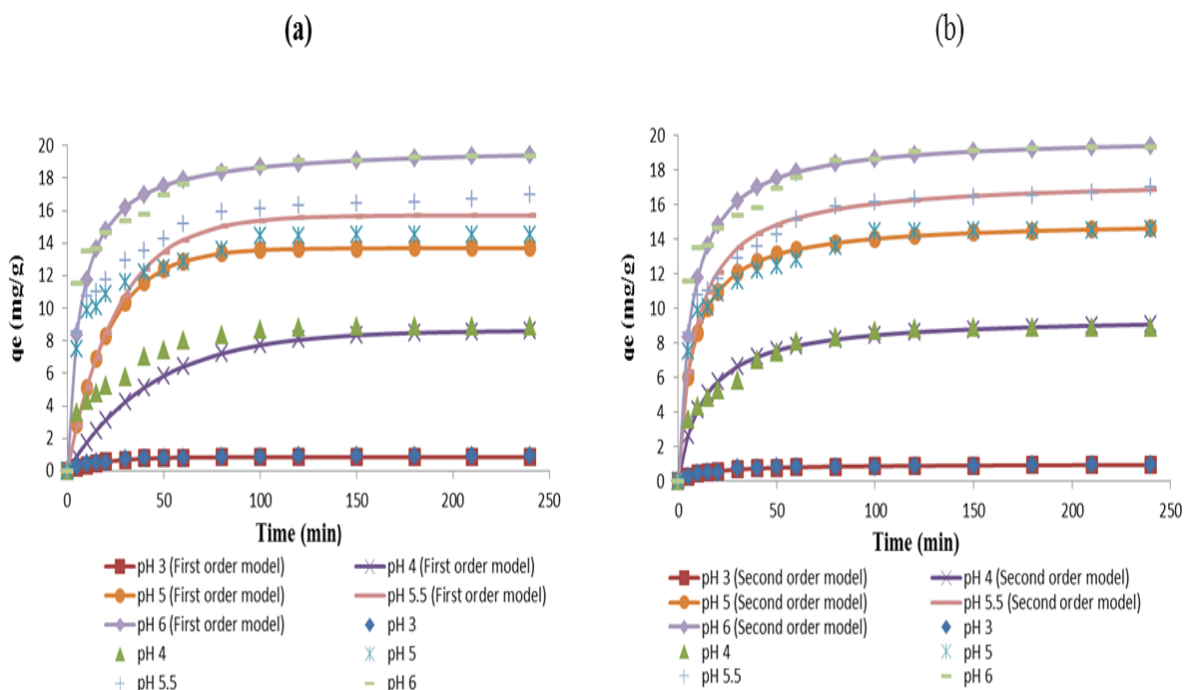 (a)
(b)
20
18
16
14
12
10
8
6
4
2
0
qe (mg/g)
0
50
100
150
200
250
Time (min)
pH 3 (First order model)
pH 4 (First order model)
pH 5 (First order model)
pH 5.5 (First order model)
pH 6 (First order model)
pH 3
pH 4
pH 5
pH 5.5
pH 6
20
18
16
14
12
10
8
6
4
2
0
qe (mg/g)
0
50
100
150
200
250
Time (min)
pH 3 (Second order model)
pH 4 (Second order model)
pH 5 (Second order model)
pH 5.5 (Second order model)
pH 6 (Second order model)
pH 3
pH 4
pH 5
pH 5.5
pH 6